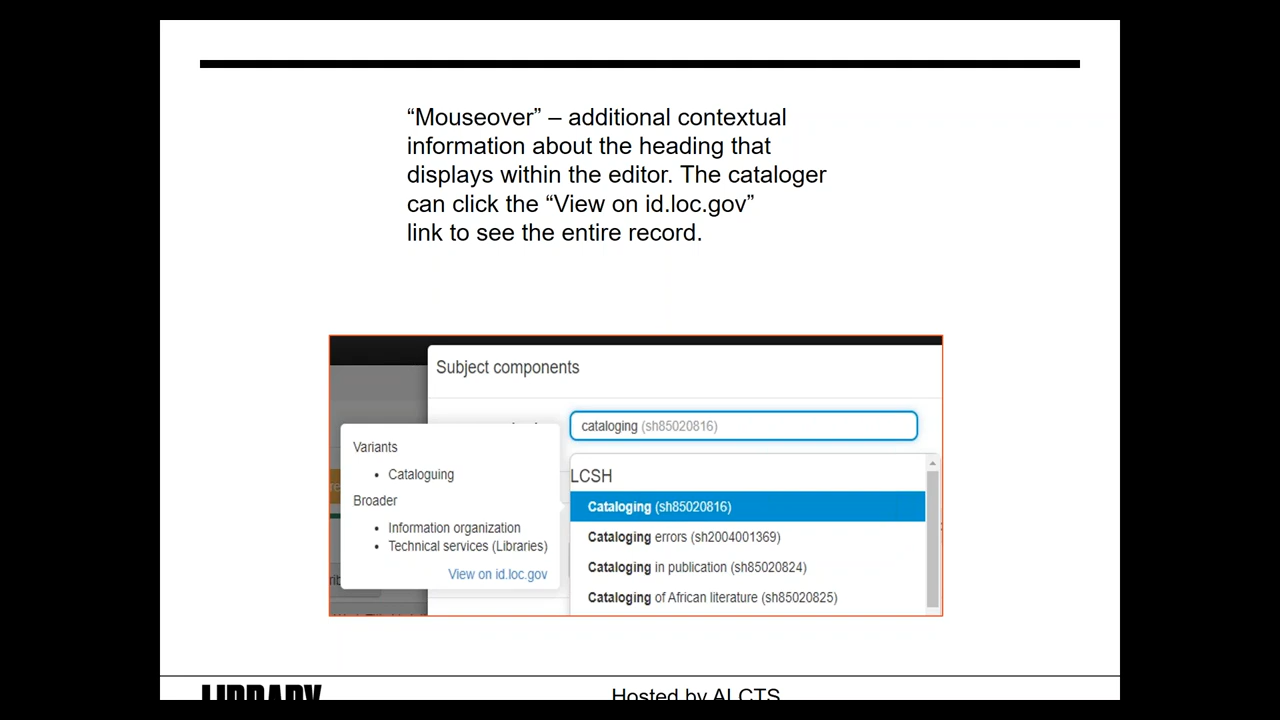 “Mouseover” – additional contextual
information about the heading that
displays within the editor. The cataloger
can click the “View on id.loc.gov”
link to see the entire record.
Subject components
cataloging (sh85020816)
Variants
• Cataloguing
Broader
• Information organization
• Technical services (Libraries)
View on id.loc.gov
LCSH
Cataloging (sh85020816)
Cataloging errors (sh2004001369)
Cataloging in publication (sh85020824)
Cataloging of African literature (sh85020825)
LIBRARY
Hosted by ALCTS